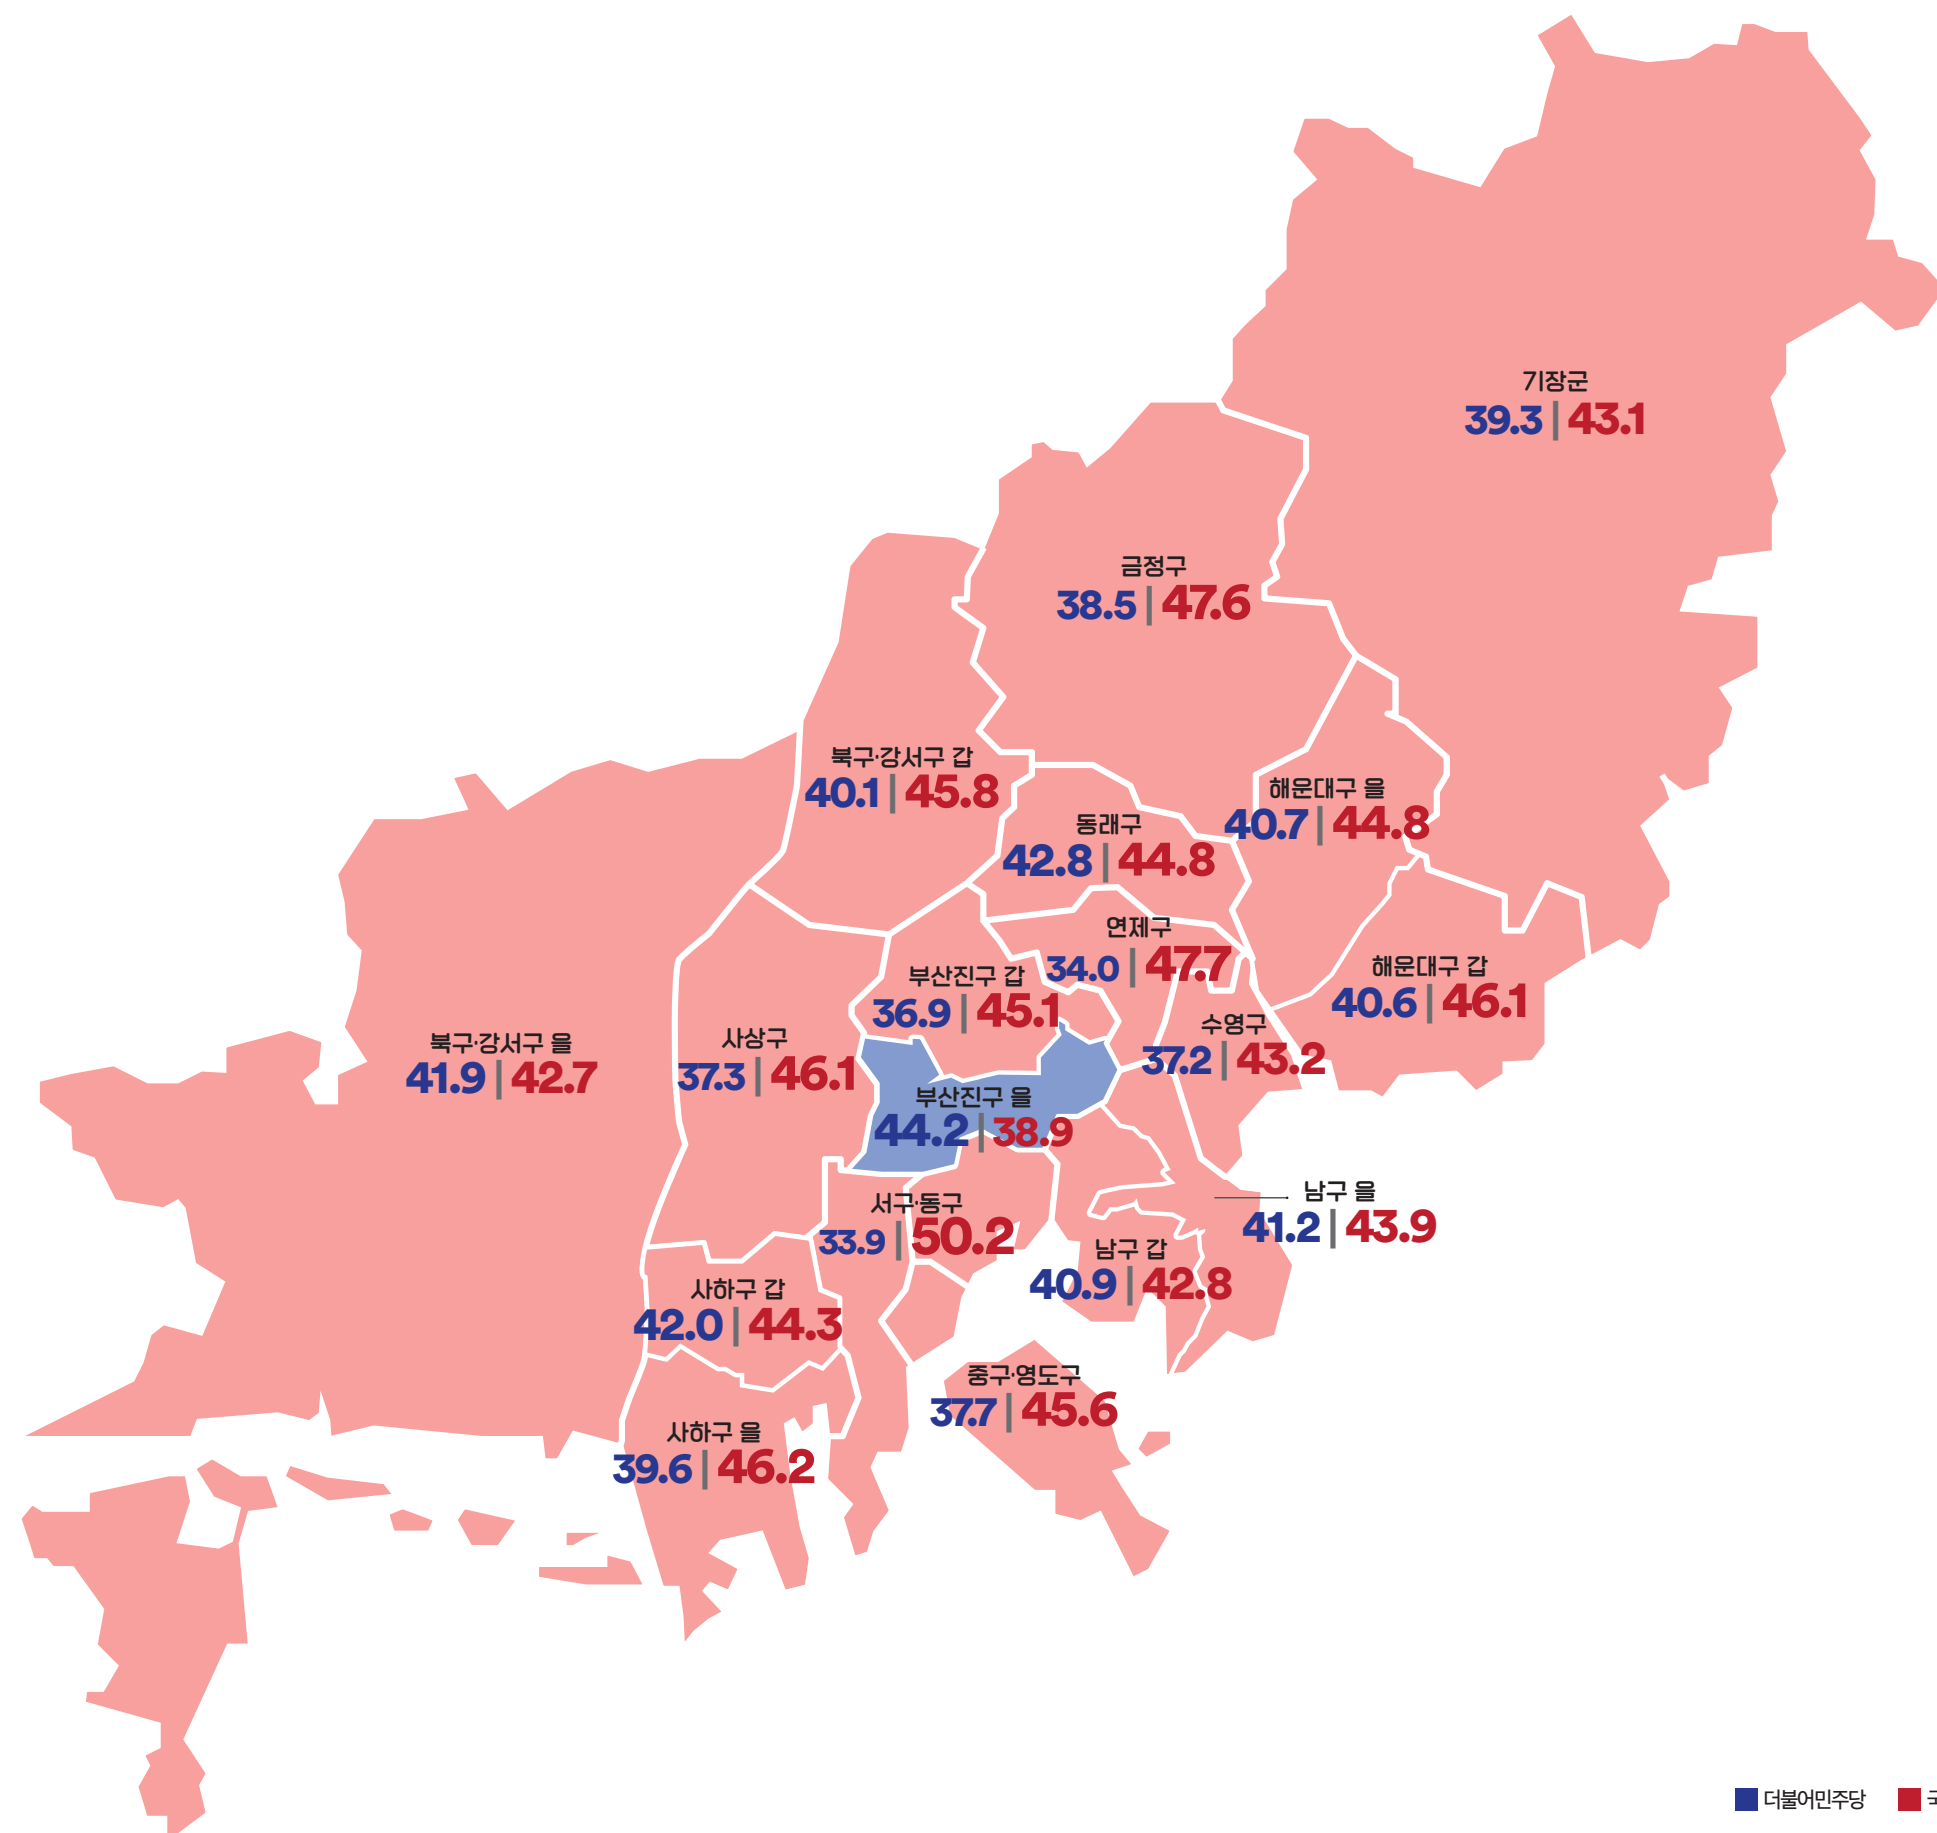 기장군
39.3 | 43.1
금정구
38.5 | 47.6
북구·강서구 갑
40.1 | 45.8
해운대구 을
40.7 | 44.8
동래구
42.8 | 44.8
연제구
34.0 | 47.7
해운대구 갑
40.6 | 46.1
부산진구 갑
36.9 | 45.1
수영구
37.2 | 43.2
사상구
37.3 | 46.1
북구·강서구 을
41.9 | 42.7
부산진구 을
44.2 | 38.9
남구 을
41.2 | 43.9
서구·동구
33.9 | 50.2
남구 갑
40.9 | 42.8
사하구 갑
42.0 | 44.3
중구·영도구
37.7 | 45.6
사하구 을
39.6 | 46.2
더불어민주당